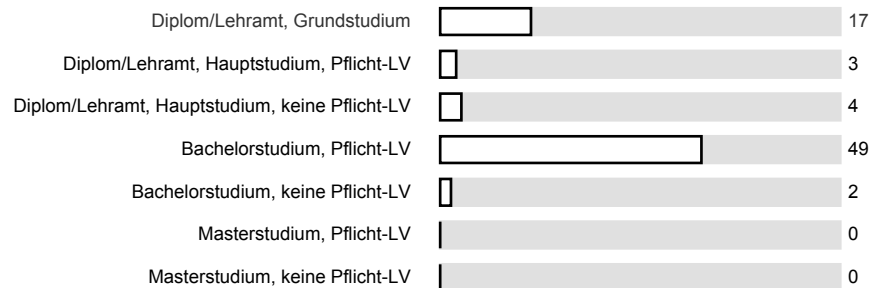 Diplom/Lehramt, Grundstudium 17
Diplom/Lehramt, Hauptstudium, Pflicht-LV 3
Diplom/Lehramt, Hauptstudium, keine Pflicht-LV 4
Bachelorstudium, Pflicht-LV 49
Bachelorstudium, keine Pflicht-LV 2
Masterstudium, Pflicht-LV 0
Masterstudium, keine Pflicht-LV 0